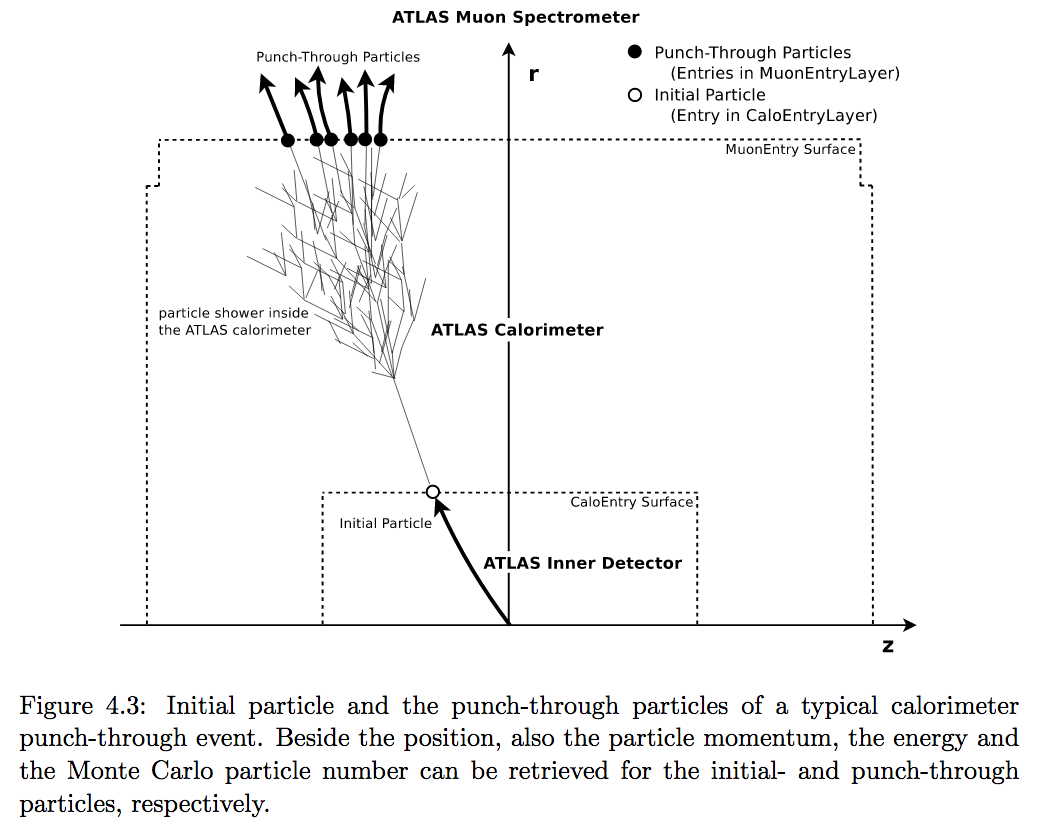 ATLAS Muon Spectrometer
Punch-Through Particles
r
Punch-Through Particles
(Entries in MuonEntryLayer)
Initial Particle
(Entry in CaloEntryLayer)
MuonEntry Surface
particle shower inside
the ATLAS calorimeter
ATLAS Calorimeter
CaloEntry Surface
Initial Particle
ATLAS Inner Detector
z
Figure 4.3: Initial particle and the punch-through particles of a typical calorimeter
punch-through event. Beside the position, also the particle momentum, the energy and
the Monte Carlo particle number can be retrieved for the initial- and punch-through
particles, respectively.